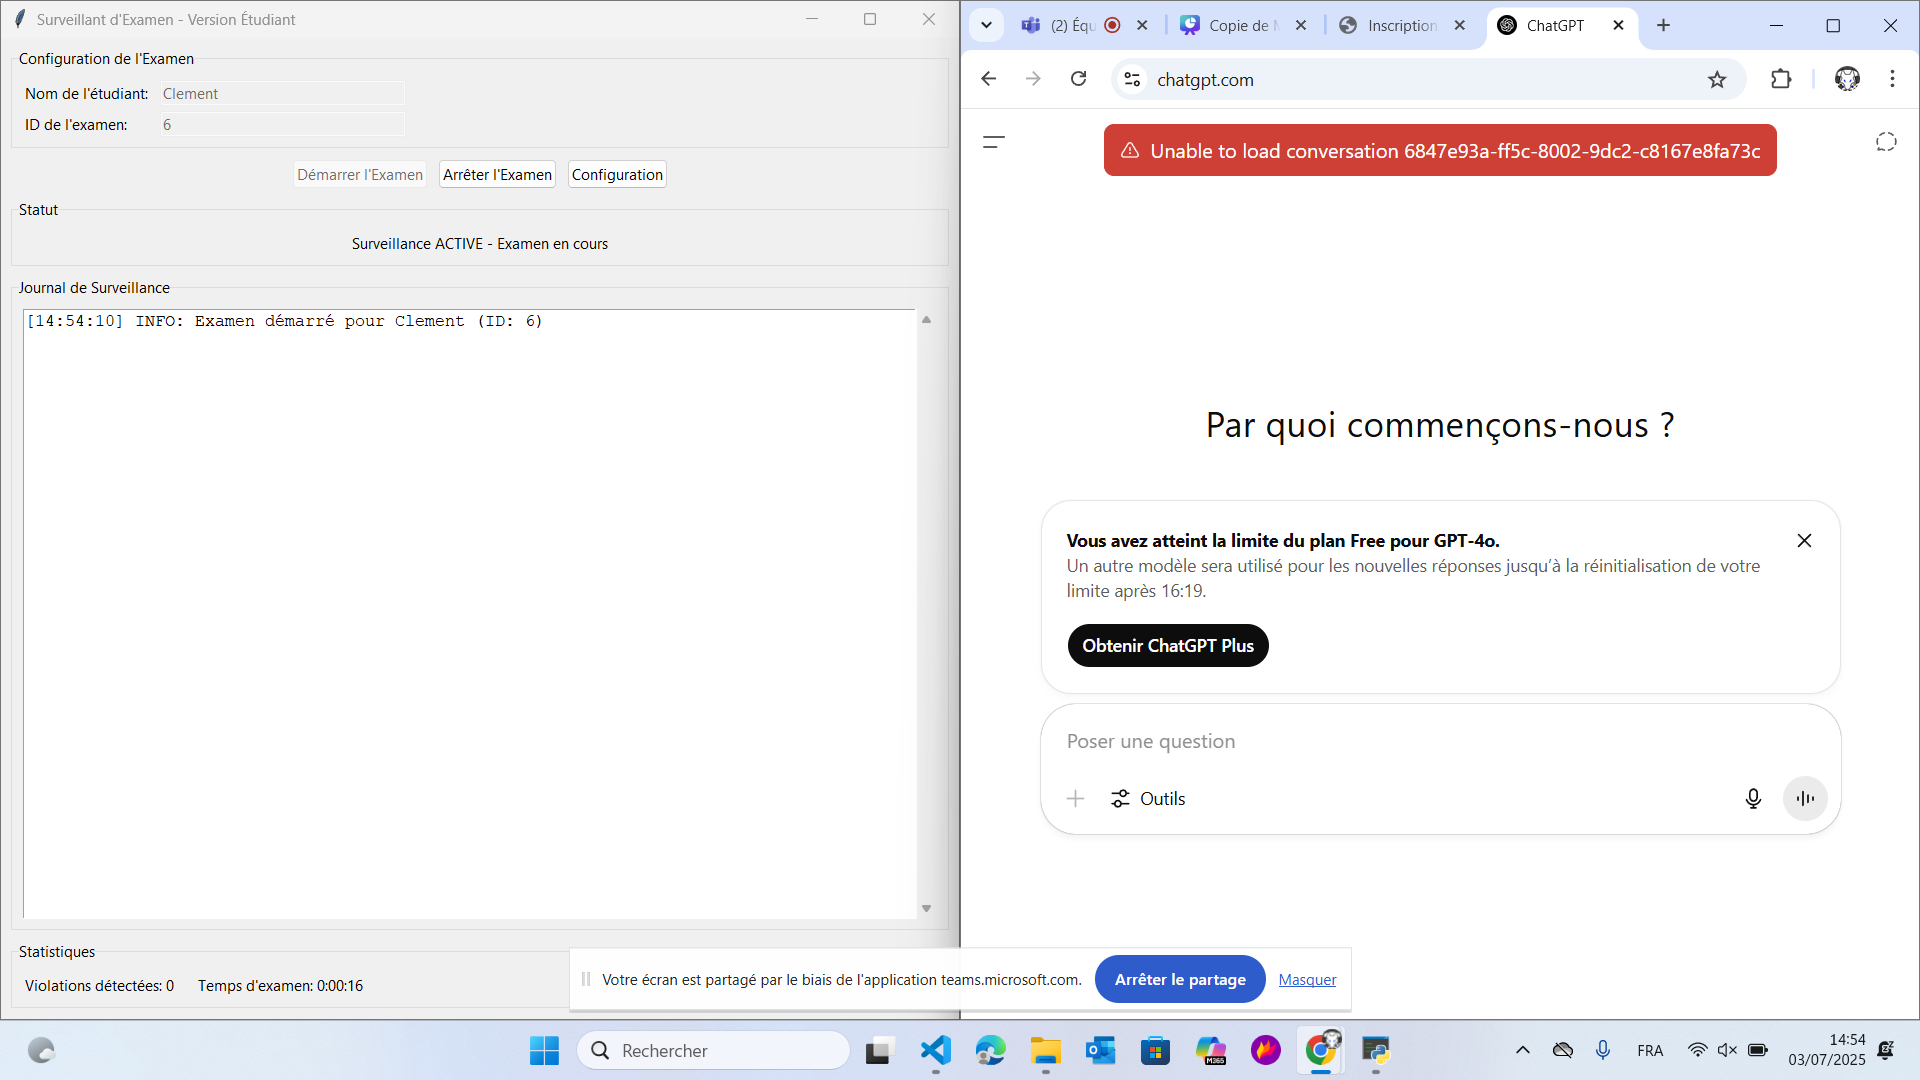 Surveillant d'Examen - Version Étudiant
Configuration de l'Examen
Nom de l'étudiant: Clement
ID de l'examen: 6
Démarrer l'Examen Arrêter l'Examen Configuration
Statut
Surveillance ACTIVE - Examen en cours
Journal de Surveillance
[14:54:10] INFO: Examen démarré pour Clement (ID: 6)
Statistiques
Violations détectées: 0 Temps d'examen: 0:00:16
(2) Équ Copie de M Inscription ChatGPT
chatgpt.com
Unable to load conversation 6847e93a-ff5c-8002-9dc2-c8167e8fa73c
Par quoi commençons-nous ?
Vous avez atteint la limite du plan Free pour GPT-4o.
Un autre modèle sera utilisé pour les nouvelles réponses jusqu’à la réinitialisation de votre
limite après 16:19.
Obtenir ChatGPT Plus
Poser une question
Outils
Votre écran est partagé par le biais de l'application teams.microsoft.com. Arrêter le partage Masquer
Rechercher
M365
FRA
14:54
03/07/2025